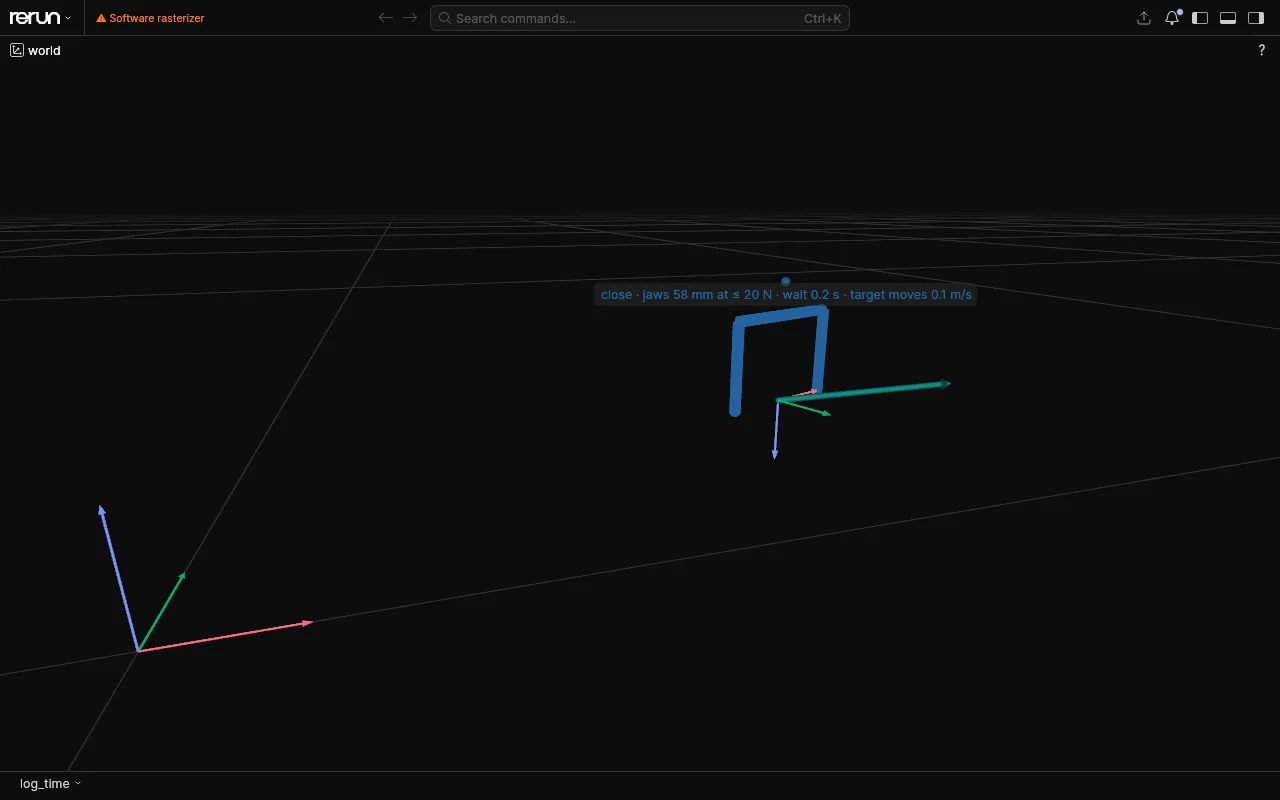 rerun
Software rasterizer
Search commands...
Ctrl+K
world
?
close · jaws 58 mm at ≤ 20 N · wait 0.2 s · target moves 0.1 m/s
log_time